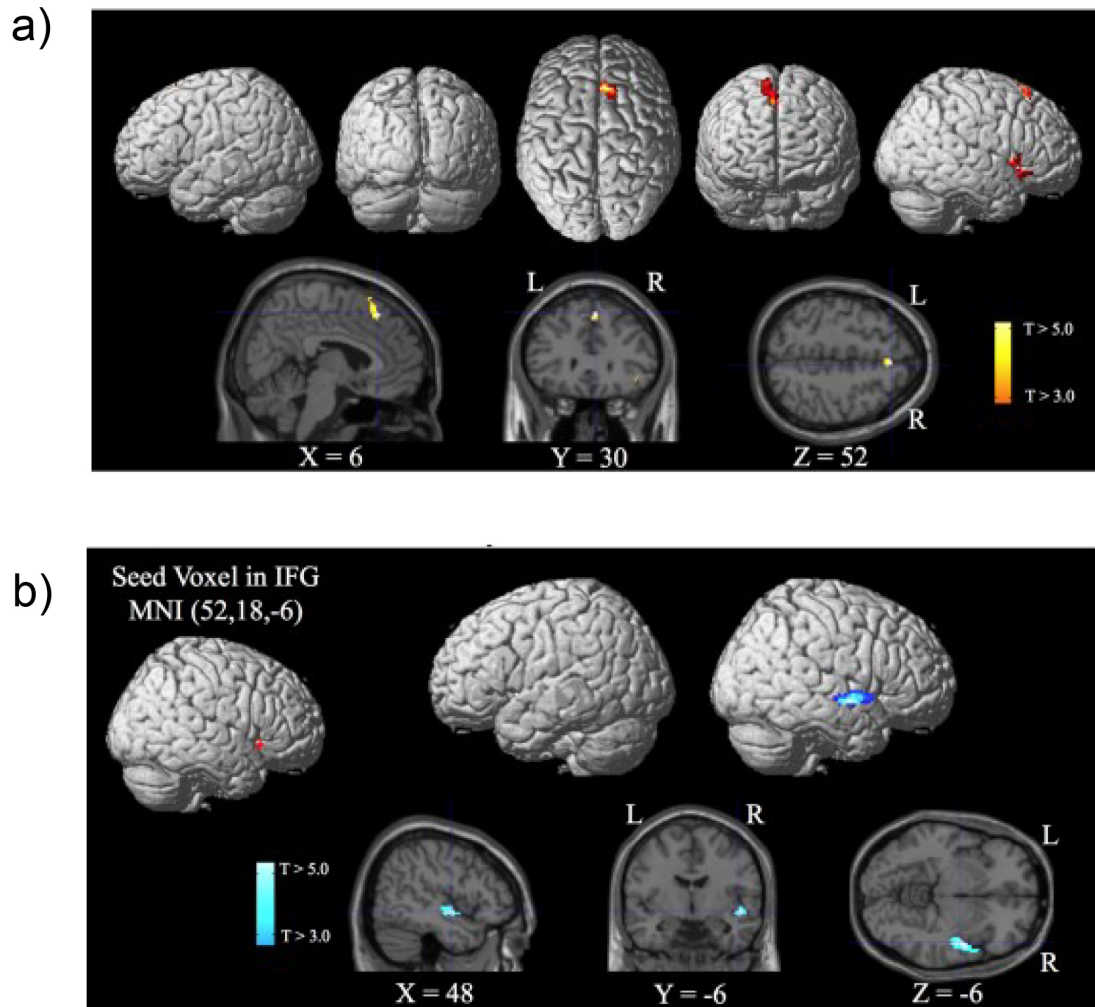 a)
L R
L
T > 5.0
T > 3.0
R
X = 6 Y = 30 Z = 52
b)
Seed Voxel in IFG
MNI (52,18,-6)
L R
L
T > 5.0
T > 3.0
R
X = 48 Y = -6 Z = -6